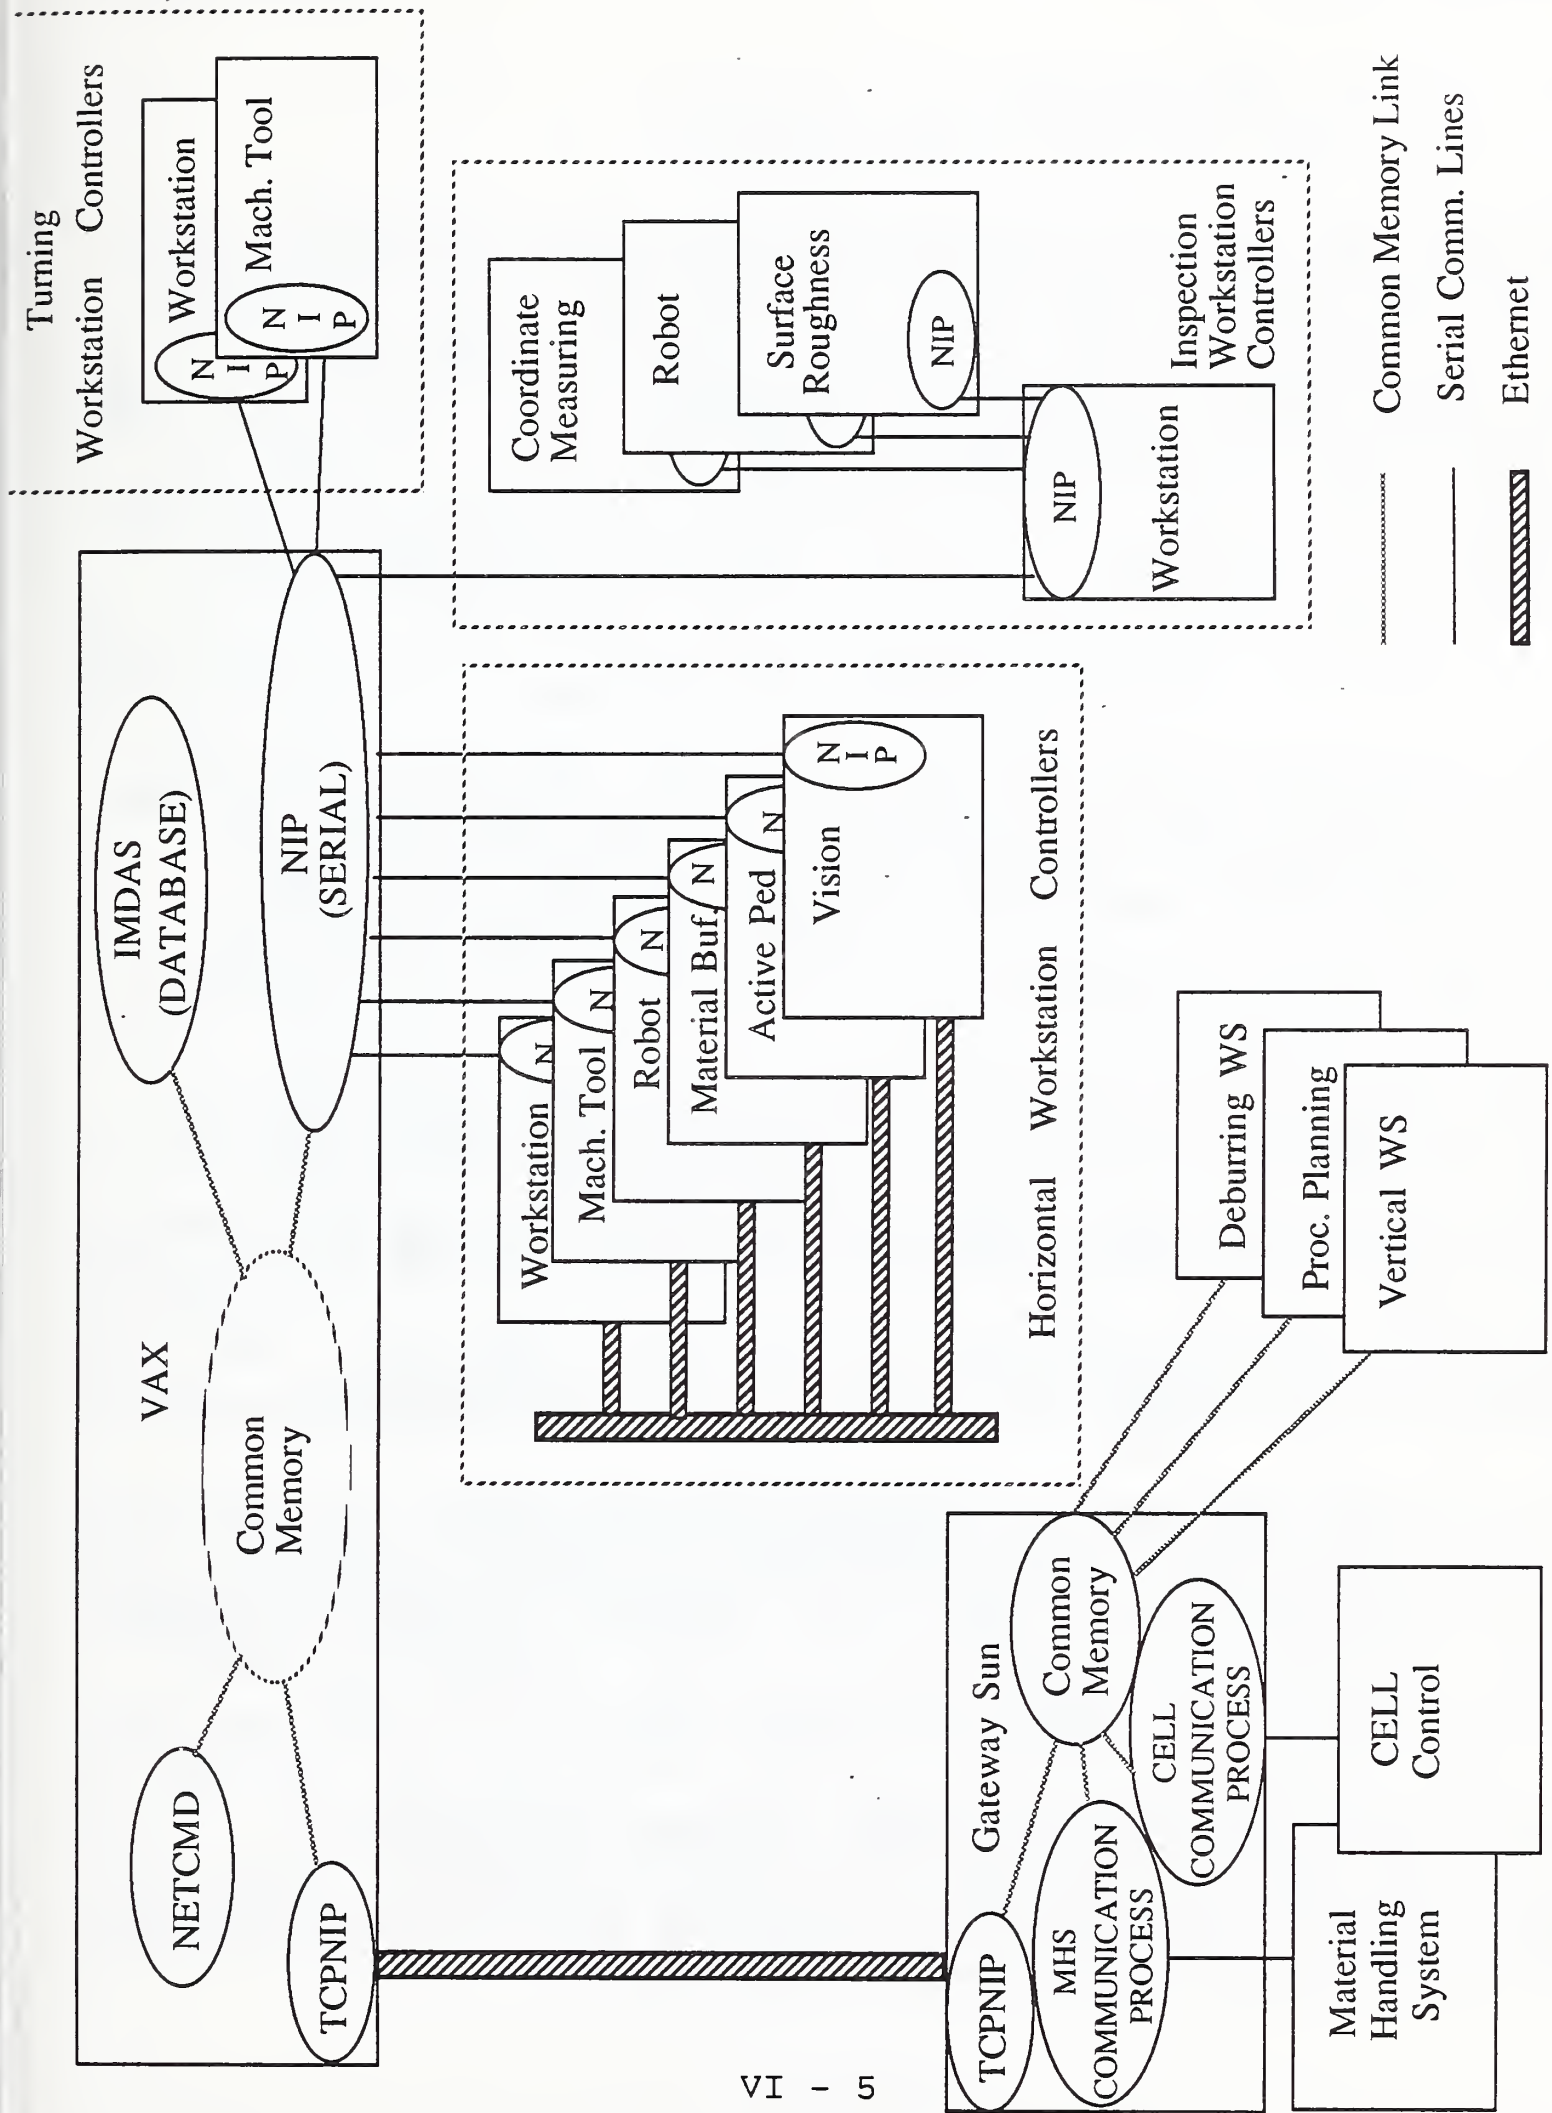 Turning
Workstation Controllers
Workstation
N
I
P
Mach. Tool
N
I
P
VAX
NETCMD
TCPNIP
Common
Memory
IMDAS
(DATABASE)
NIP
(SERIAL)
Coordinate
Measuring
Robot
Surface
Roughness
NIP
NIP
Workstation
Inspection
Workstation
Controllers
Workstation
N
Mach. Tool
N
Robot
N
Material Buf.
N
Active Ped
N
Vision
N
I
P
Horizontal Workstation Controllers
Gateway Sun
TCPNIP
MHS
COMMUNICATION
PROCESS
Common
Memory
CELL
COMMUNICATION
PROCESS
Material
Handling
System
CELL
Control
Deburring WS
Proc. Planning
Vertical WS
Common Memory Link
Serial Comm. Lines
Ethernet
VI - 5